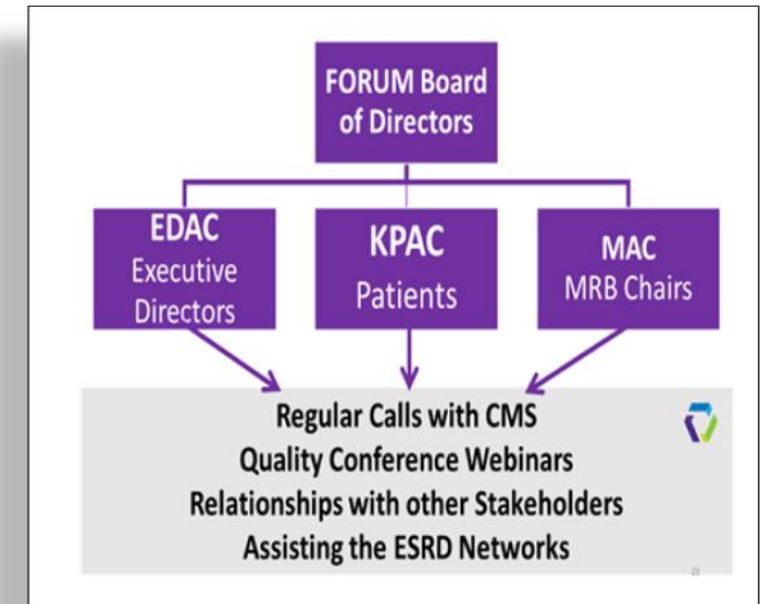 FORUM Board
of Directors
EDAC
Executive
Directors
KPAC
Patients
MAC
MRB Chairs
Regular Calls with CMS
Quality Conference Webinars
Relationships with other Stakeholders
Assisting the ESRD Networks